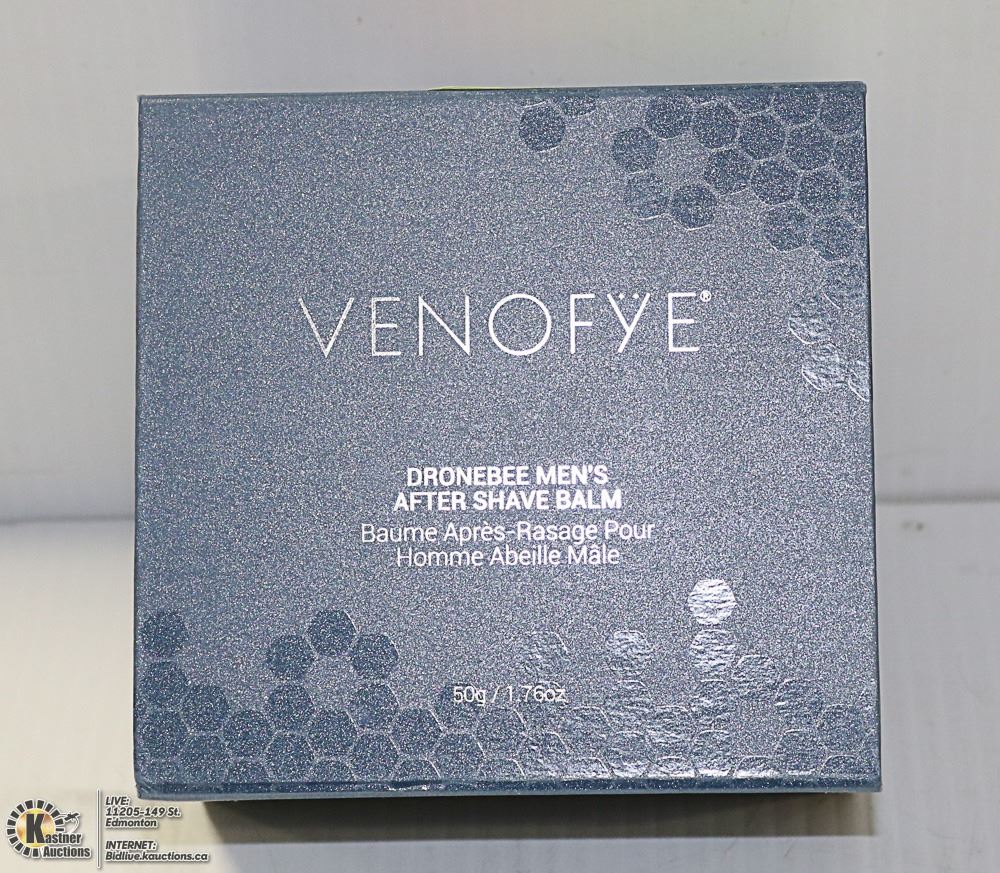 VENOFŸE®
DRONEBEE MEN'S
AFTER SHAVE BALM
Baume Après-Rasage Pour
Homme Abeille Mâle
50g / 1.76oz
Kastner
Auctions
LIVE:
11205-149 St.
Edmonton
INTERNET:
Bidlive.kauctions.ca